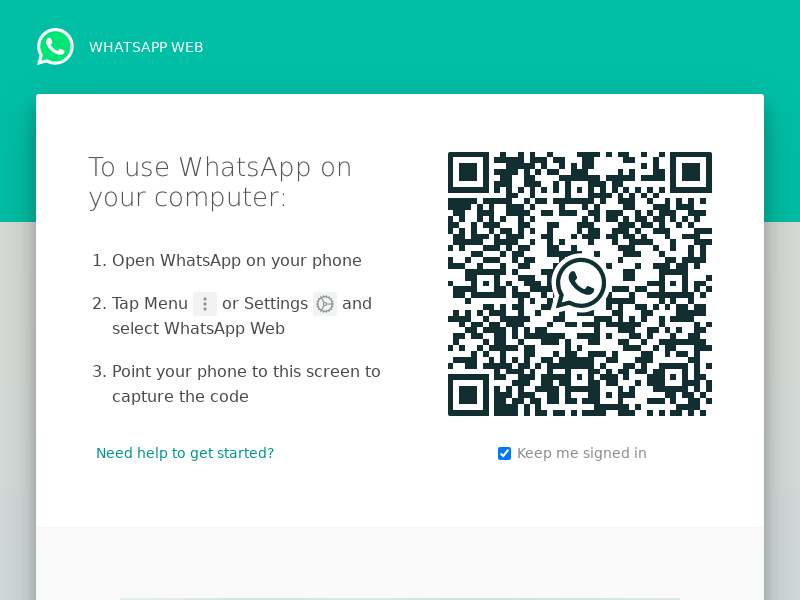 WHATSAPP WEB
To use WhatsApp on
your computer:
1. Open WhatsApp on your phone
2. Tap Menu or Settings and
select WhatsApp Web
3. Point your phone to this screen to
capture the code
Need help to get started?
Keep me signed in